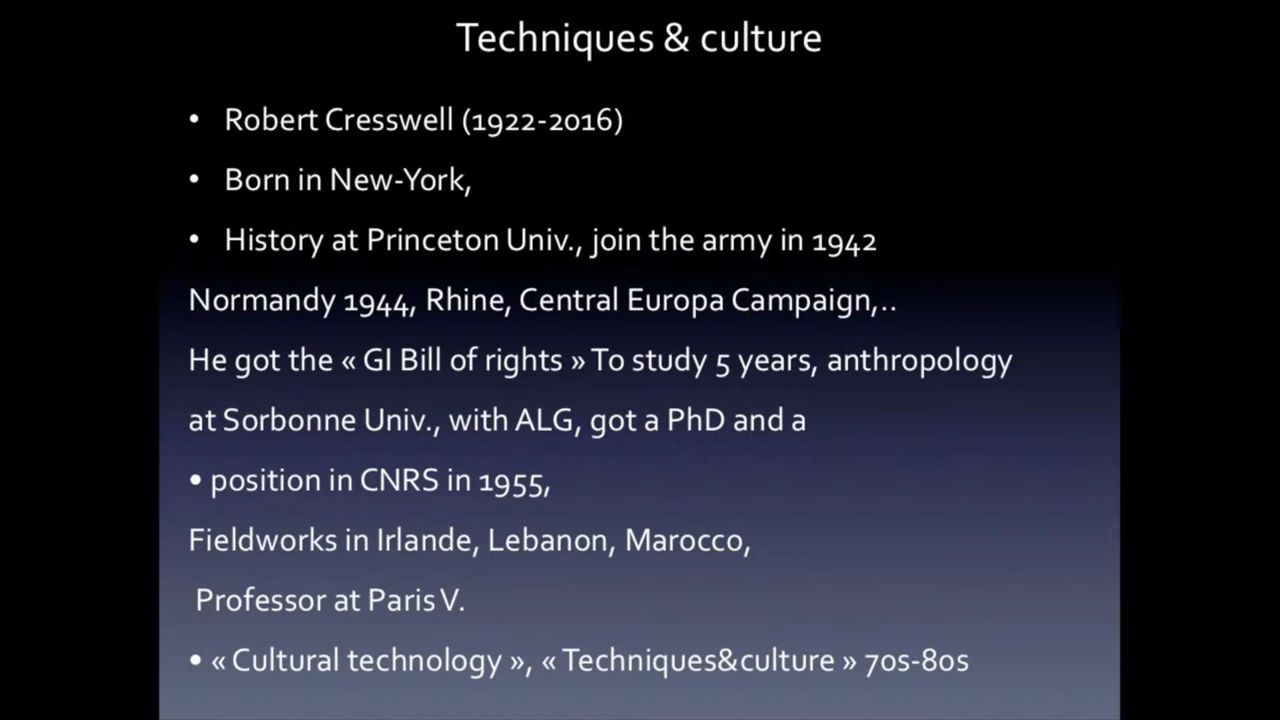 Techniques & culture
• Robert Cresswell (1922-2016)
• Born in New-York,
• History at Princeton Univ., join the army in 1942
Normandy 1944, Rhine, Central Europa Campaign,..
He got the « GI Bill of rights » To study 5 years, anthropology
at Sorbonne Univ., with ALG, got a PhD and a
• position in CNRS in 1955,
Fieldworks in Irlande, Lebanon, Marocco,
Professor at Paris V.
• « Cultural technology », « Techniques&culture » 70s-80s